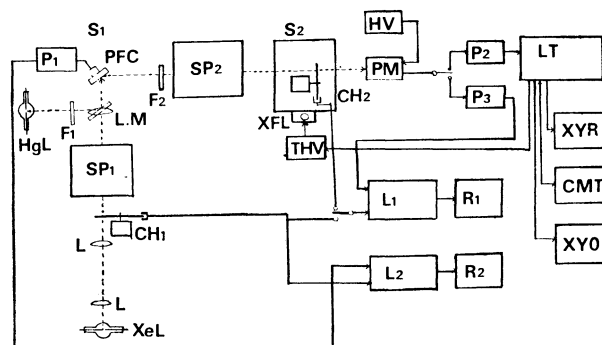 S1
S2
HV
P1
PFC
SP2
F2
PM
P2
LT
P3
CH2
XFL
THV
F1
L.M
HgL
SP1
XYR
CMT
XYO
L1
R1
CH1
L
L2
R2
L
XeL